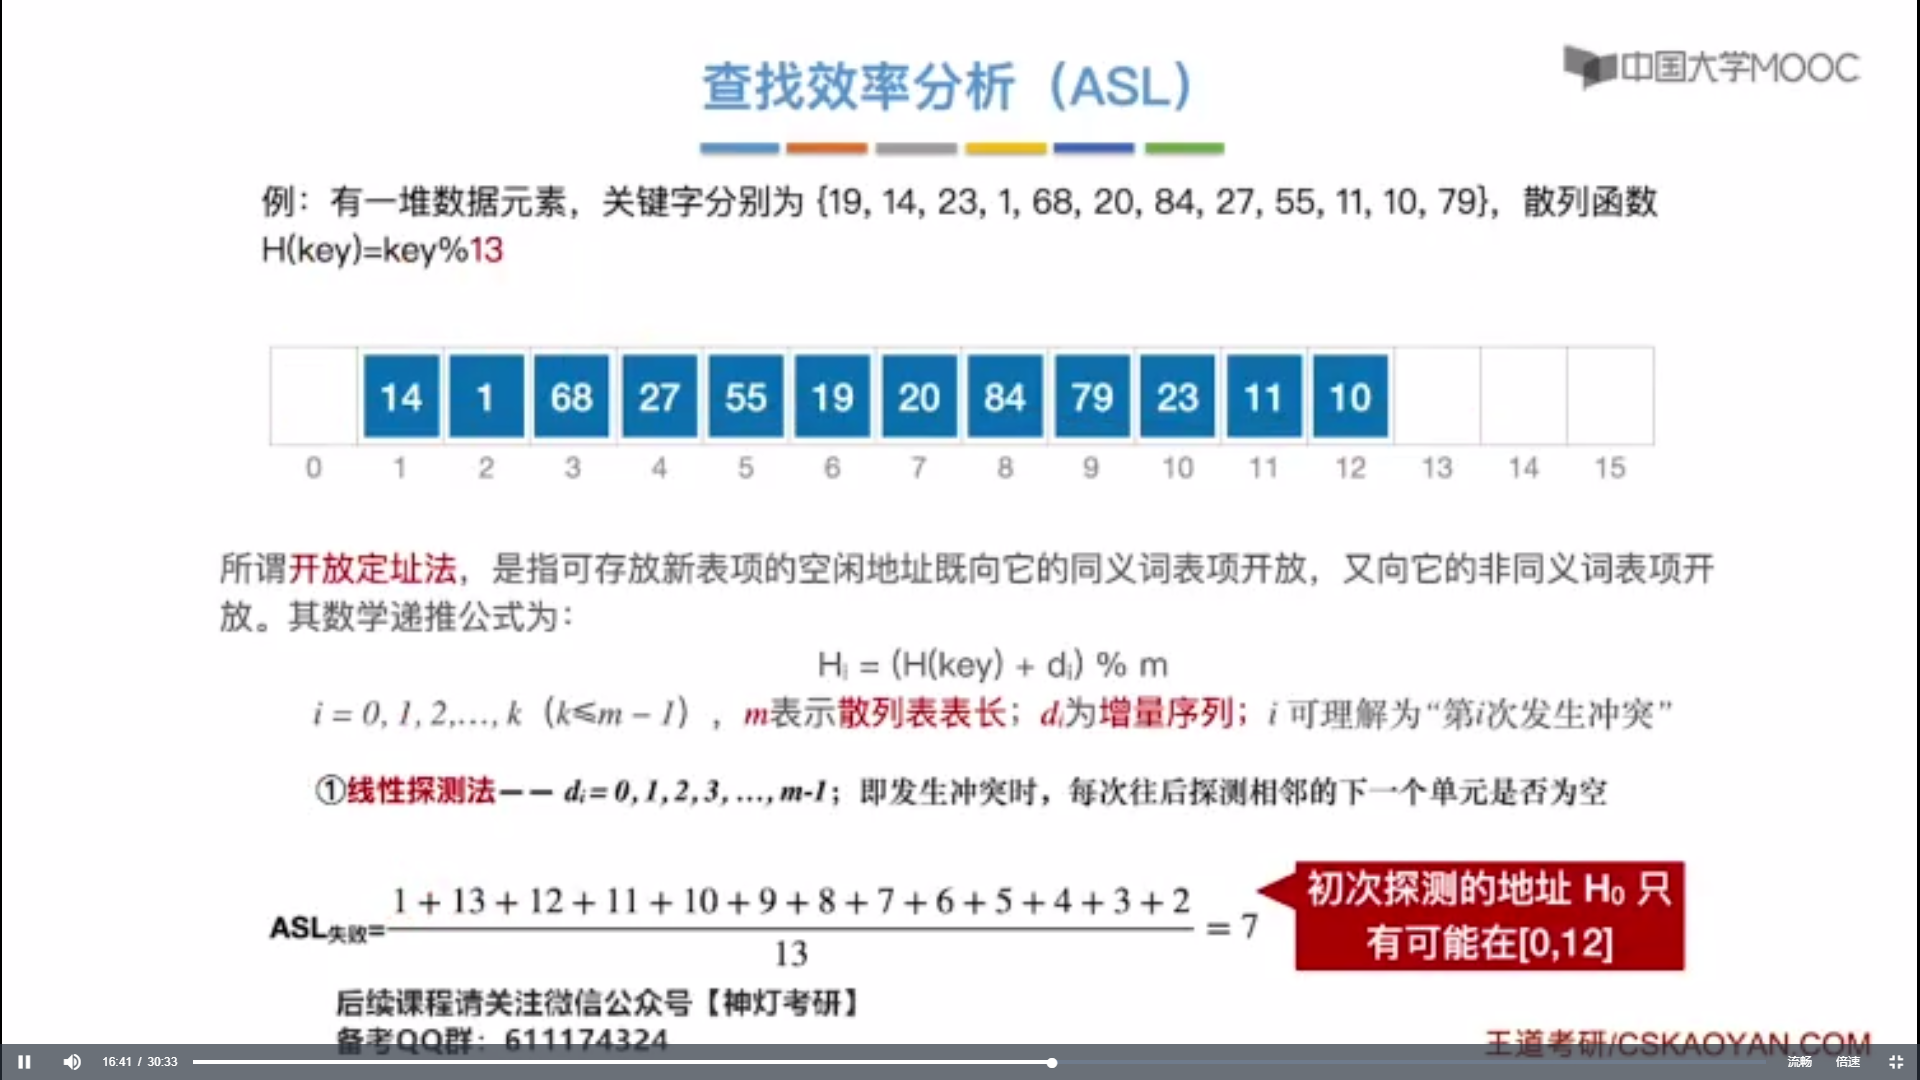 中国大学MOOC
查找效率分析（ASL）
例：有一堆数据元素，关键字分别为 {19, 14, 23, 1, 68, 20, 84, 27, 55, 11, 10, 79}，散列函数
H(key)=key%13
14 1 68 27 55 19 20 84 79 23 11 10
0 1 2 3 4 5 6 7 8 9 10 11 12 13 14 15
所谓开放定址法，是指可存放新表项的空闲地址既向它的同义词表项开放，又向它的非同义词表项开
放。其数学递推公式为：
Hᵢ = (H(key) + dᵢ) % m
i = 0, 1, 2,…, k（k≤m – 1），m表示散列表表长；dᵢ为增量序列；i 可理解为“第i次发生冲突”
①线性探测法—— dᵢ = 0, 1, 2, 3, …, m-1；即发生冲突时，每次往后探测相邻的下一个单元是否为空
初次探测的地址 H₀ 只
有可能在[0,12]
1 + 13 + 12 + 11 + 10 + 9 + 8 + 7 + 6 + 5 + 4 + 3 + 2
ASL失败= = 7
13
后续课程请关注微信公众号【神灯考研】
备考QQ群：611174324
王道考研/CSKAOYAN.COM
16:41 / 30:33 流畅 倍速